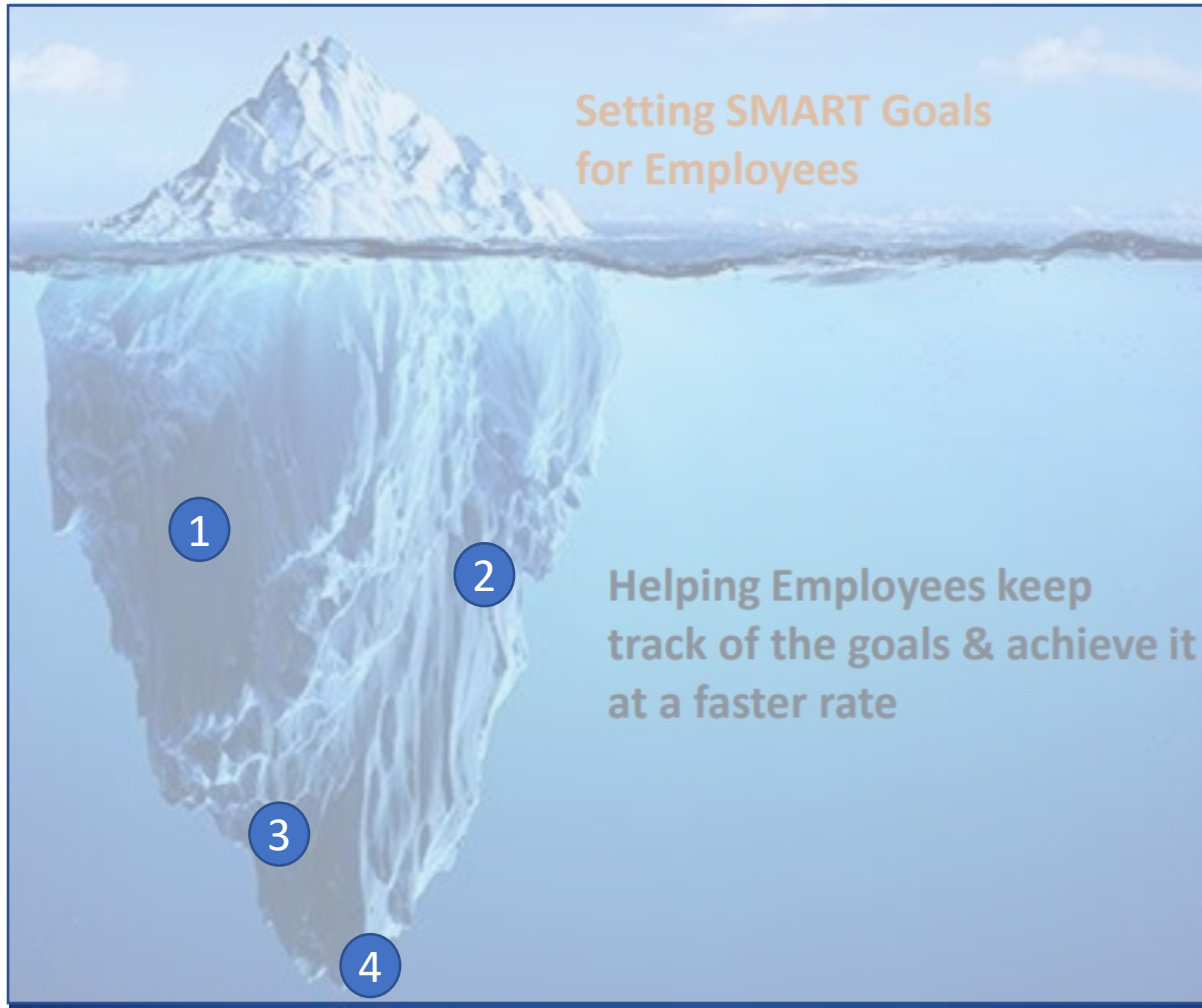 Setting SMART Goals
for Employees
1
2
Helping Employees keep
track of the goals & achieve it
at a faster rate
3
4